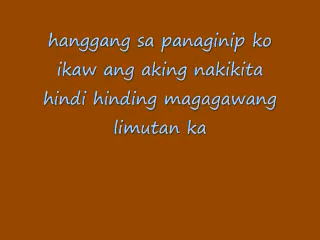 hanggang sa panaginip ko
ikaw ang aking nakikita
hindi hinding magagawang
limutan ka